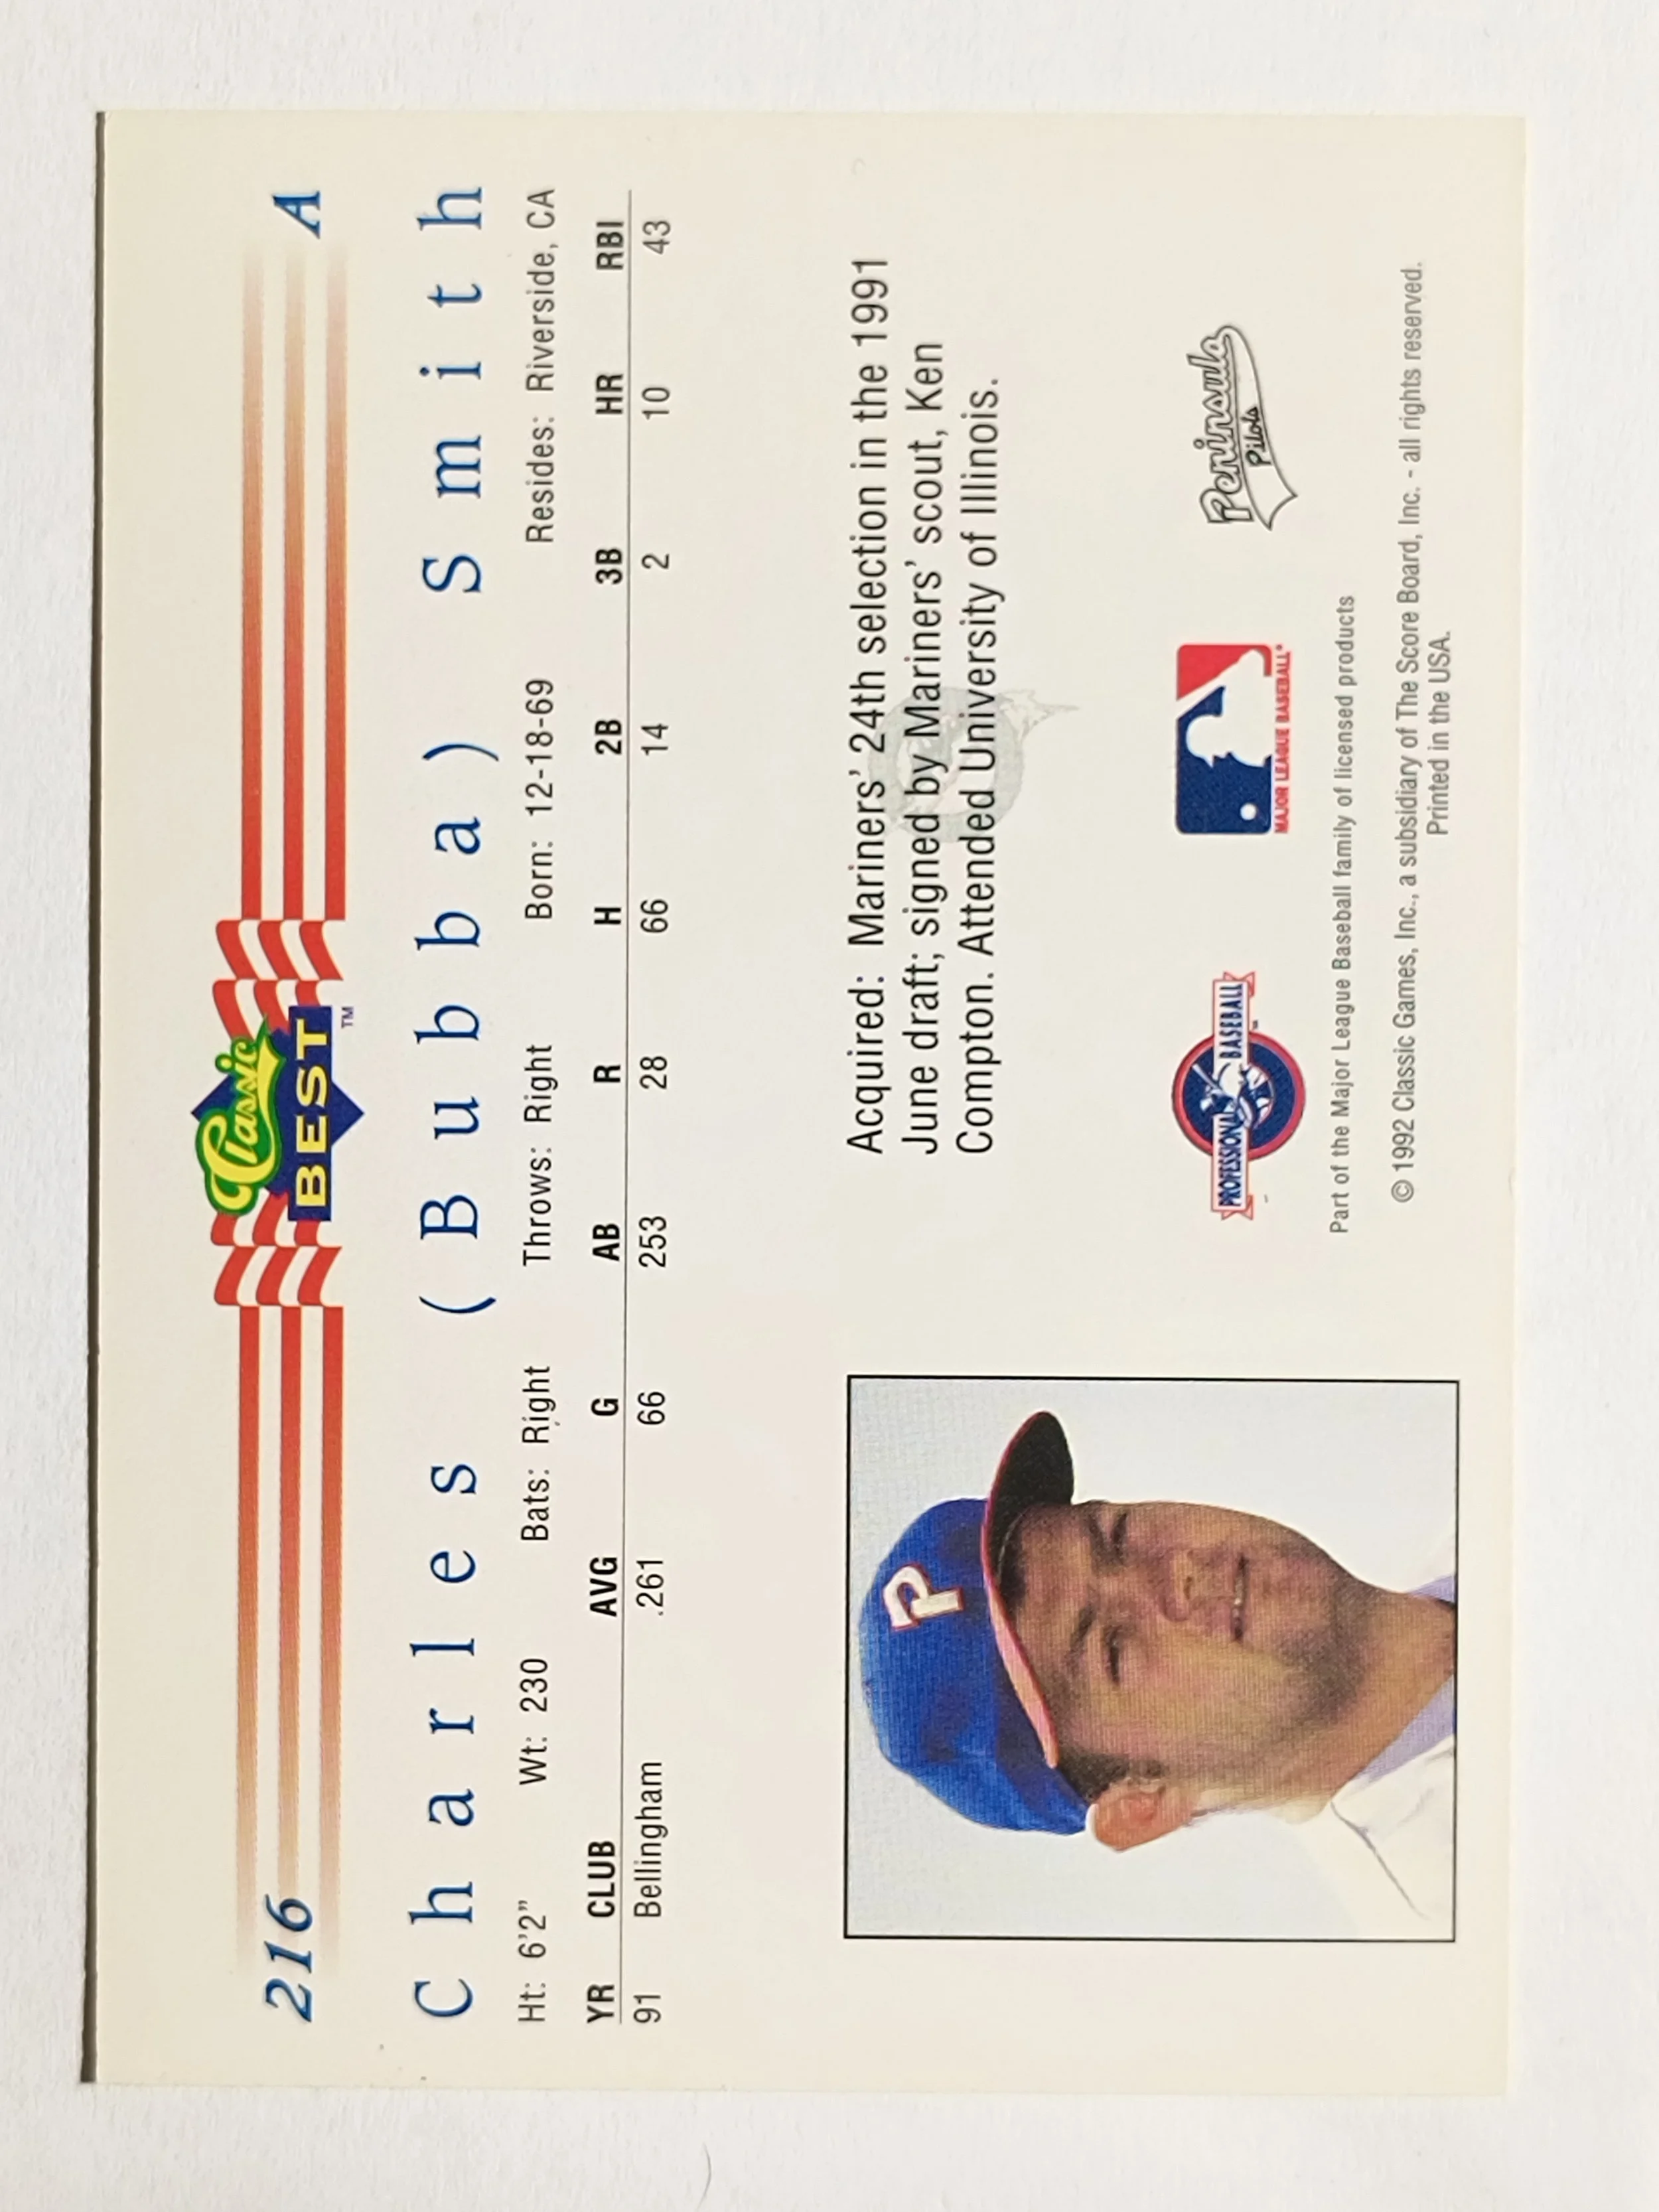 216 A
Classic
BEST™
Charles (Bubba) Smith
Ht: 6'2" Wt: 230 Bats: Right Throws: Right Born: 12-18-69 Resides: Riverside, CA
YR CLUB AVG G AB R H 2B 3B HR RBI
91 Bellingham .261 66 253 28 66 14 2 10 43
P
Acquired: Mariners' 24th selection in the 1991
June draft; signed by Mariners' scout, Ken
Compton. Attended University of Illinois.
PROFESSIONAL BASEBALL™
MAJOR LEAGUE BASEBALL®
Peninsula
Pilots
Part of the Major League Baseball family of licensed products
© 1992 Classic Games, Inc., a subsidiary of The Score Board, Inc. - all rights reserved.
Printed in the USA.